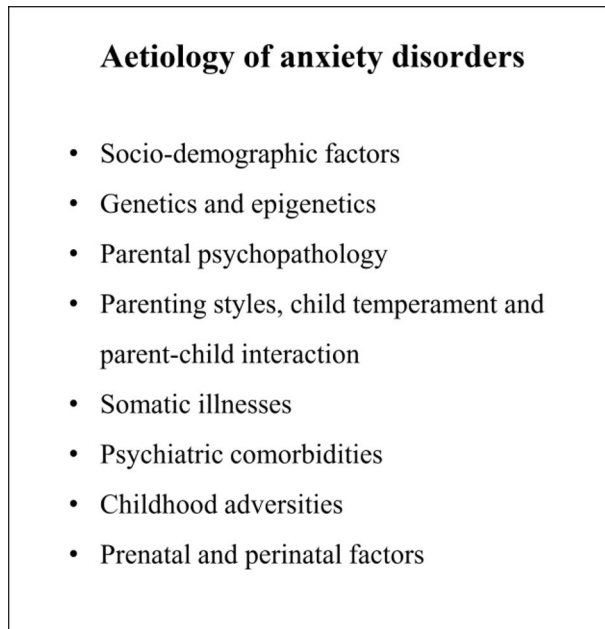 Aetiology of anxiety disorders
• Socio-demographic factors
• Genetics and epigenetics
• Parental psychopathology
• Parenting styles, child temperament and
parent-child interaction
• Somatic illnesses
• Psychiatric comorbidities
• Childhood adversities
• Prenatal and perinatal factors